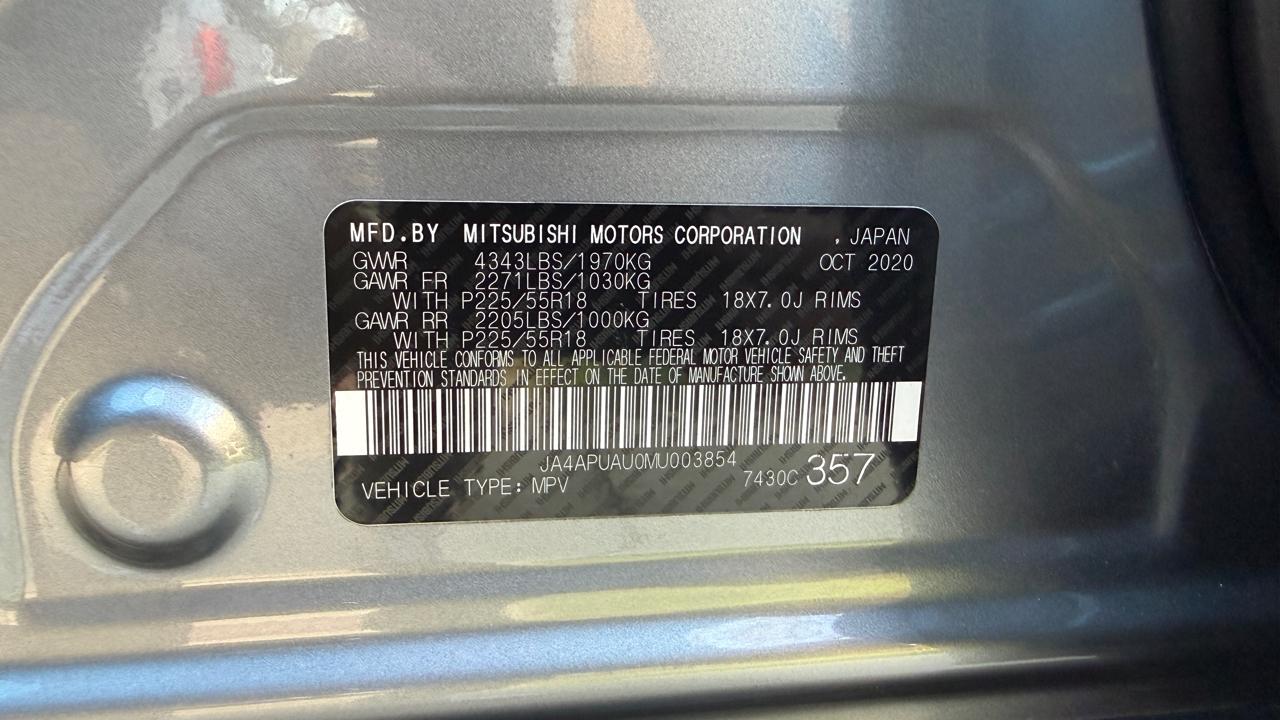 MFD.BY MITSUBISHI MOTORS CORPORATION , JAPAN
GVWR 4343LBS/1970KG OCT 2020
GAWR FR 2271LBS/1030KG
WITH P225/55R18 TIRES 18X7.0J RIMS
GAWR RR 2205LBS/1000KG
WITH P225/55R18 TIRES 18X7.0J RIMS
THIS VEHICLE CONFORMS TO ALL APPLICABLE FEDERAL MOTOR VEHICLE SAFETY AND THEFT
PREVENTION STANDARDS IN EFFECT ON THE DATE OF MANUFACTURE SHOWN ABOVE.
JA4APUAU0MU003854
VEHICLE TYPE: MPV 7430C 357